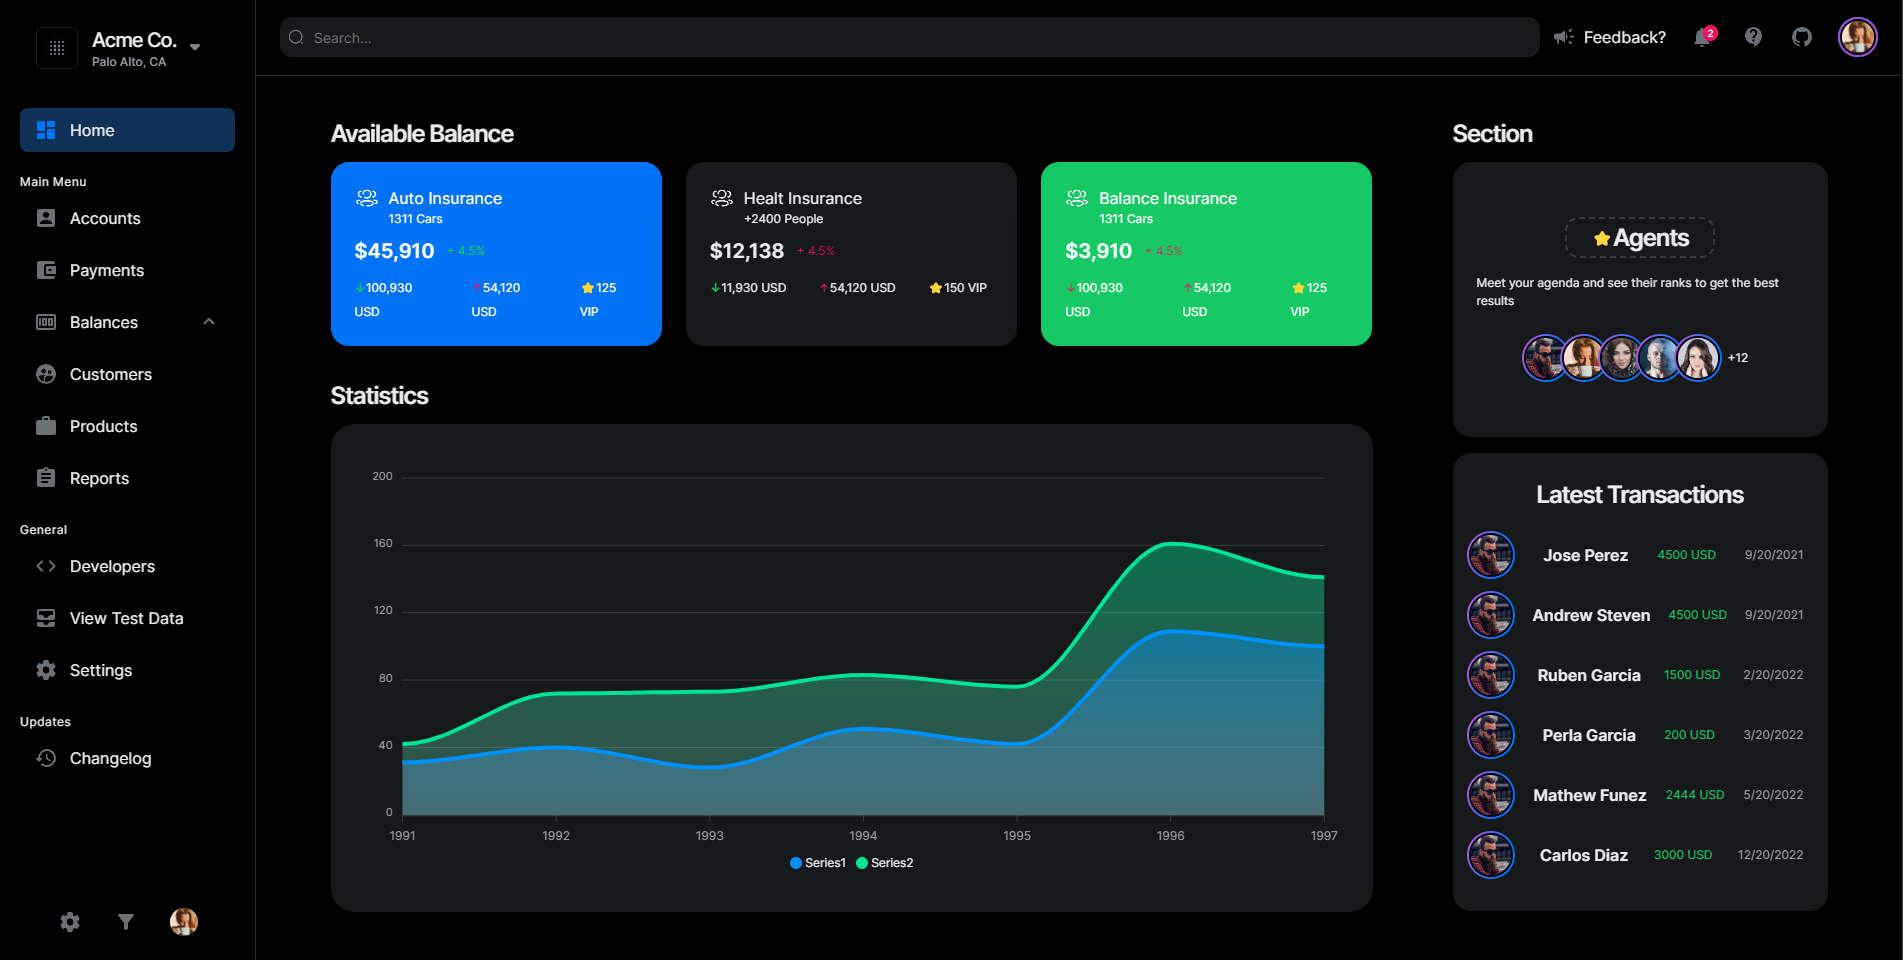 Acme Co.
Palo Alto, CA
Home
Main Menu
Accounts
Payments
Balances
Customers
Products
Reports
General
Developers
View Test Data
Settings
Updates
Changelog
Search...
Feedback?
2
Available Balance
Auto Insurance
1311 Cars
$45,910 + 4.5%
↓100,930 ↑54,120 ⭐125
USD USD VIP
Healt Insurance
+2400 People
$12,138 + 4.5%
↓11,930 USD ↑54,120 USD ⭐150 VIP
Balance Insurance
1311 Cars
$3,910 + 4.5%
↓100,930 ↑54,120 ⭐125
USD USD VIP
Statistics
200
160
120
80
40
0
1991 1992 1993 1994 1995 1996 1997
Series1 Series2
Section
⭐Agents
Meet your agenda and see their ranks to get the best
results
+12
Latest Transactions
Jose Perez 4500 USD 9/20/2021
Andrew Steven 4500 USD 9/20/2021
Ruben Garcia 1500 USD 2/20/2022
Perla Garcia 200 USD 3/20/2022
Mathew Funez 2444 USD 5/20/2022
Carlos Diaz 3000 USD 12/20/2022